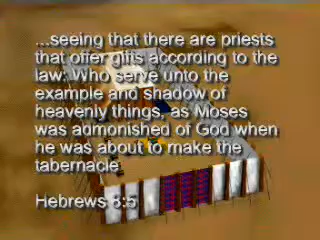 ...seeing that there are priests
that offer gifts according to the
law: Who serve unto the
example and shadow of
heavenly things, as Moses
was admonished of God when
he was about to make the
tabernacle
Hebrews 8:5